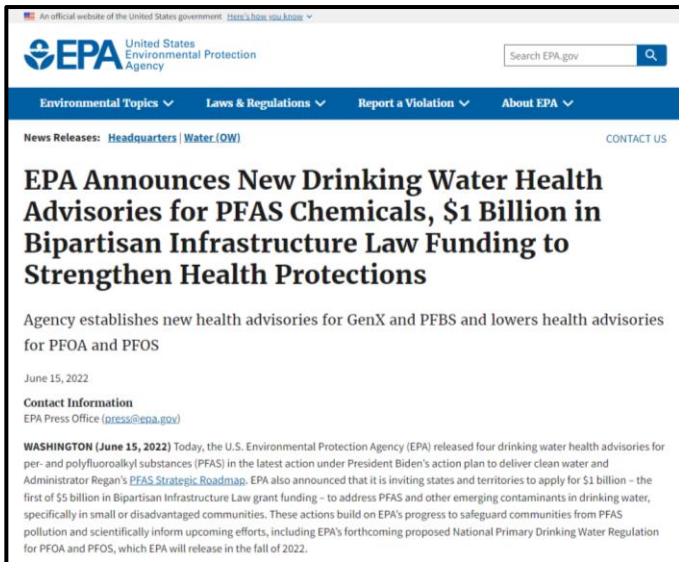 An official website of the United States government Here's how you know
EPA United States
Environmental Protection
Agency
Search EPA.gov
Environmental Topics Laws & Regulations Report a Violation About EPA
News Releases: Headquarters | Water (OW) CONTACT US
EPA Announces New Drinking Water Health
Advisories for PFAS Chemicals, $1 Billion in
Bipartisan Infrastructure Law Funding to
Strengthen Health Protections
Agency establishes new health advisories for GenX and PFBS and lowers health advisories
for PFOA and PFOS
June 15, 2022
Contact Information
EPA Press Office (press@epa.gov)
WASHINGTON (June 15, 2022) Today, the U.S. Environmental Protection Agency (EPA) released four drinking water health advisories for
per- and polyfluoroalkyl substances (PFAS) in the latest action under President Biden's action plan to deliver clean water and
Administrator Regan's PFAS Strategic Roadmap. EPA also announced that it is inviting states and territories to apply for $1 billion – the
first of $5 billion in Bipartisan Infrastructure Law grant funding – to address PFAS and other emerging contaminants in drinking water,
specifically in small or disadvantaged communities. These actions build on EPA's progress to safeguard communities from PFAS
pollution and scientifically inform upcoming efforts, including EPA's forthcoming proposed National Primary Drinking Water Regulation
for PFOA and PFOS, which EPA will release in the fall of 2022.